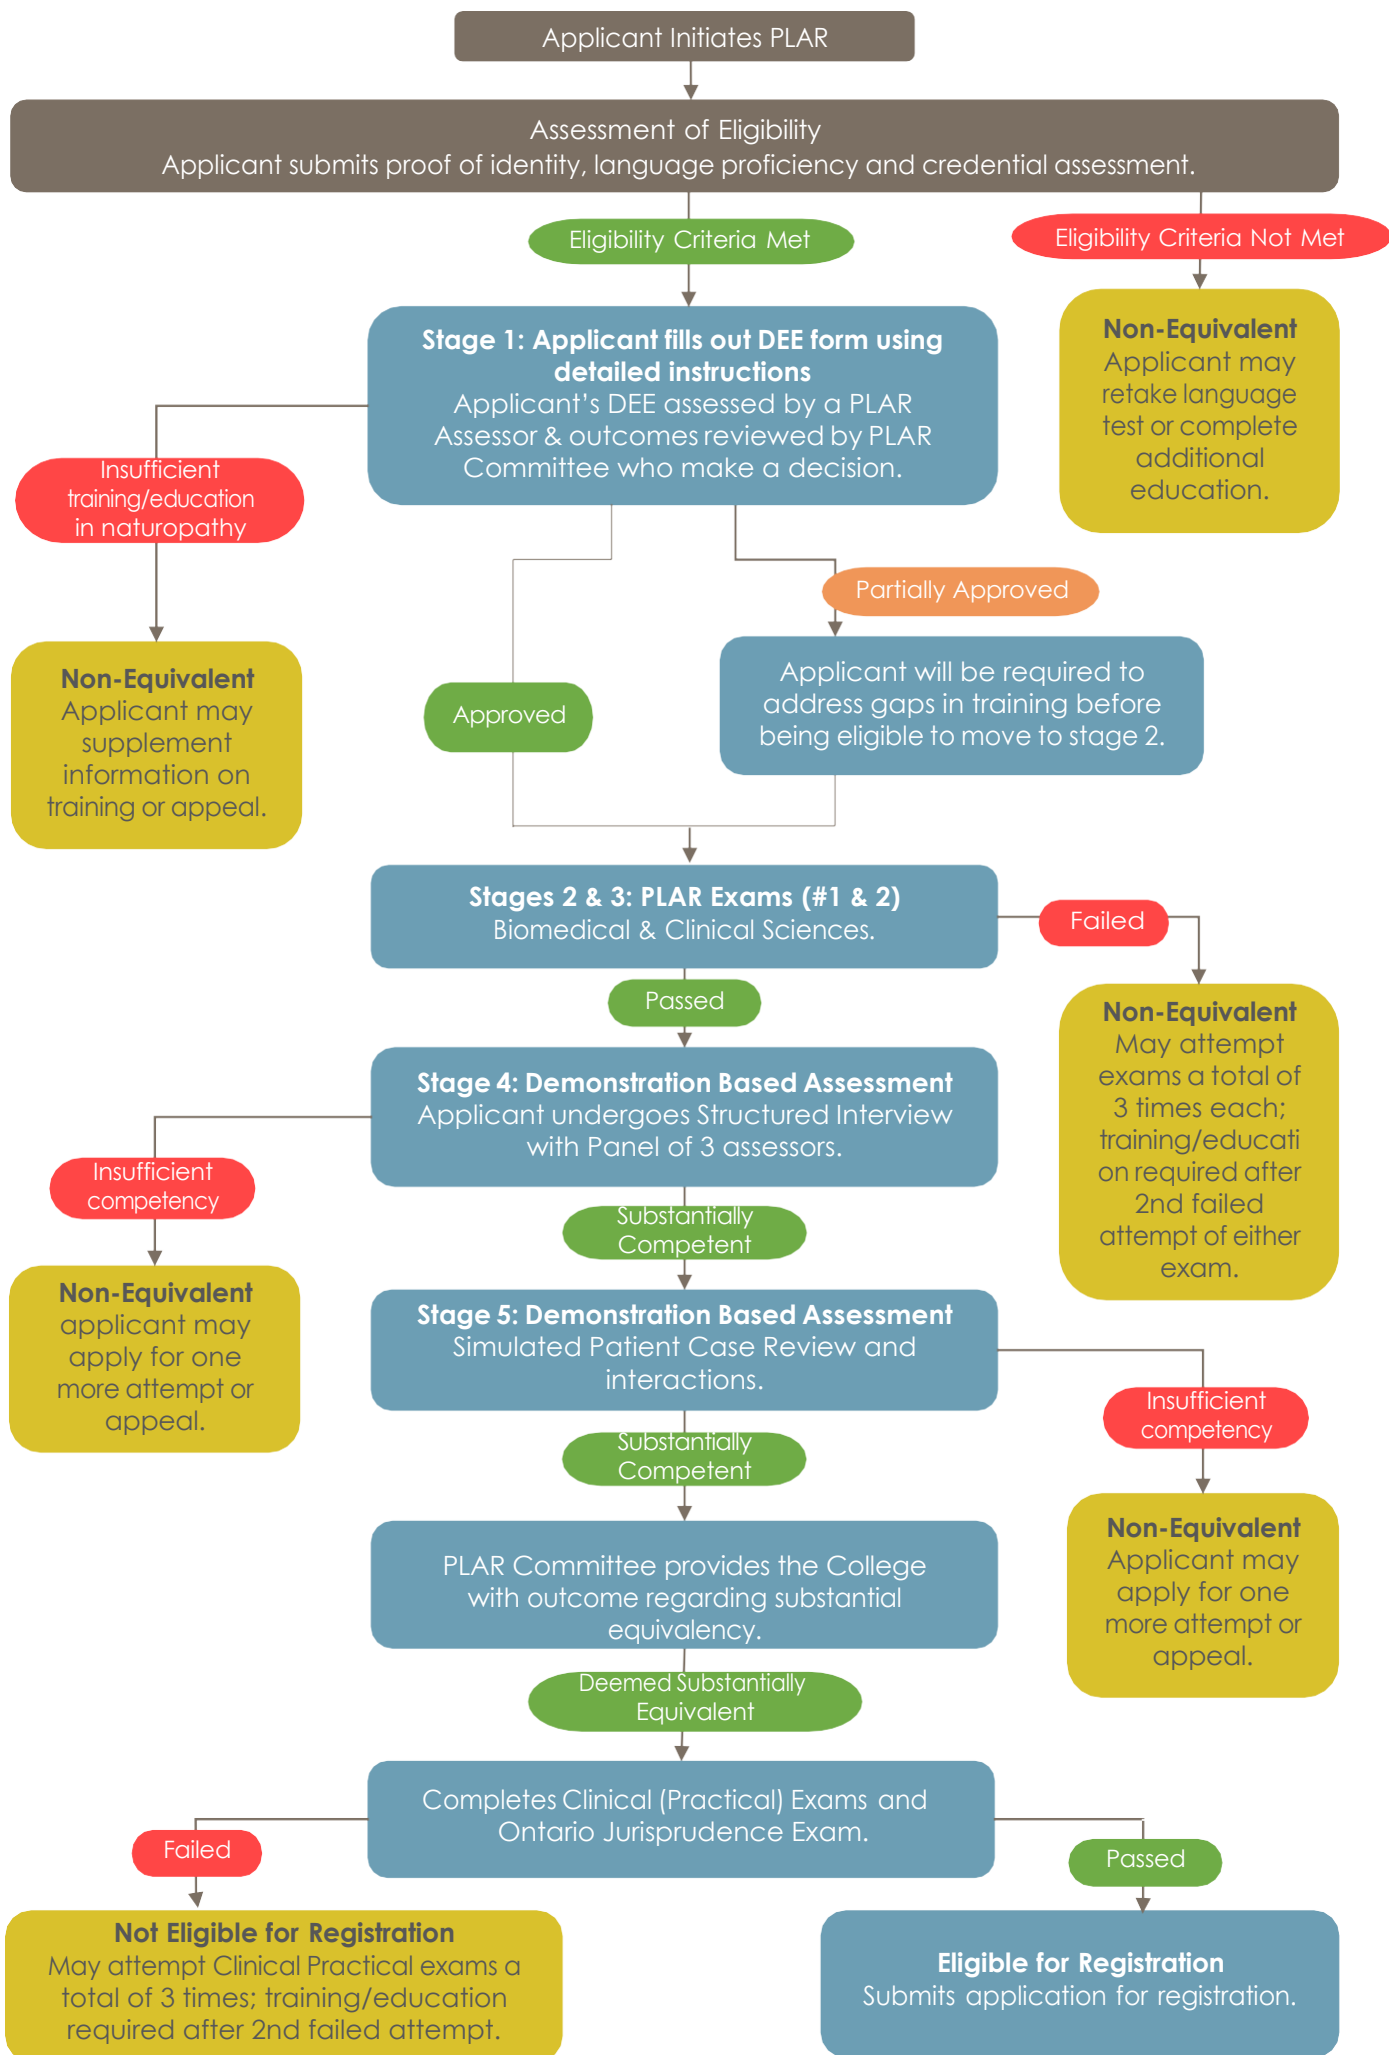 Applicant Initiates PLAR
Assessment of Eligibility
Applicant submits proof of identity, language proficiency and credential assessment.
Eligibility Criteria Met
Eligibility Criteria Not Met
Stage 1: Applicant fills out DEE form using
detailed instructions
Applicant's DEE assessed by a PLAR
Assessor & outcomes reviewed by PLAR
Committee who make a decision.
Non-Equivalent
Applicant may
retake language
test or complete
additional
education.
Insufficient
training/education
in naturopathy
Partially Approved
Non-Equivalent
Applicant may
supplement
information on
training or appeal.
Approved
Applicant will be required to
address gaps in training before
being eligible to move to stage 2.
Stages 2 & 3: PLAR Exams (#1 & 2)
Biomedical & Clinical Sciences.
Failed
Passed
Non-Equivalent
May attempt
exams a total of
3 times each;
training/educati
on required after
2nd failed
attempt of either
exam.
Stage 4: Demonstration Based Assessment
Applicant undergoes Structured Interview
with Panel of 3 assessors.
Insufficient
competency
Substantially
Competent
Non-Equivalent
applicant may
apply for one
more attempt or
appeal.
Stage 5: Demonstration Based Assessment
Simulated Patient Case Review and
interactions.
Insufficient
competency
Substantially
Competent
Non-Equivalent
Applicant may
apply for one
more attempt or
appeal.
PLAR Committee provides the College
with outcome regarding substantial
equivalency.
Deemed Substantially
Equivalent
Completes Clinical (Practical) Exams and
Ontario Jurisprudence Exam.
Failed
Passed
Not Eligible for Registration
May attempt Clinical Practical exams a
total of 3 times; training/education
required after 2nd failed attempt.
Eligible for Registration
Submits application for registration.